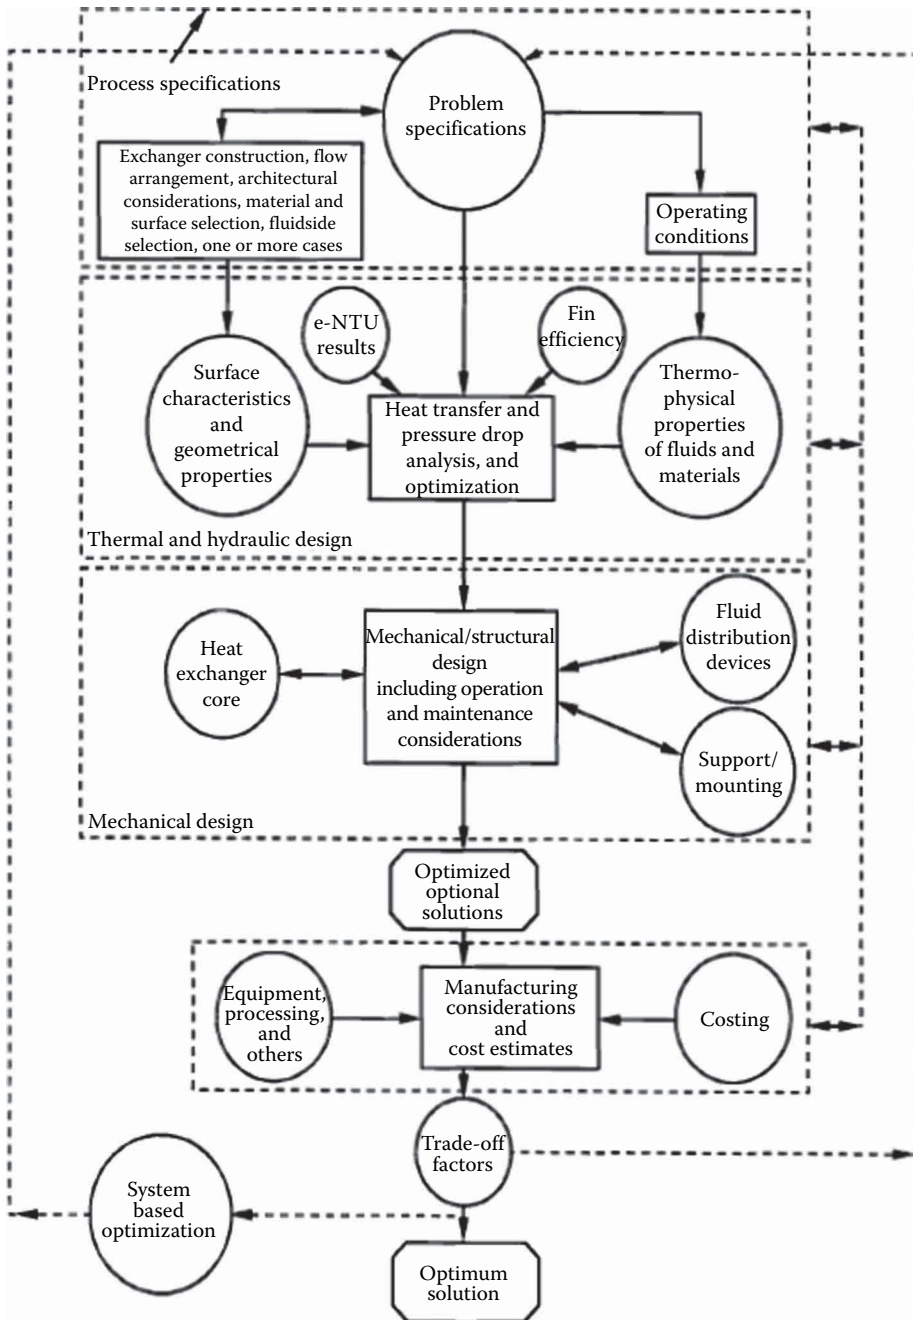 Process specifications
Problem
specifications
Exchanger construction, flow
arrangement, architectural
considerations, material and
surface selection, fluidside
selection, one or more cases
Operating
conditions
e-NTU
results
Fin
efficiency
Surface
characteristics
and
geometrical
properties
Heat transfer and
pressure drop
analysis, and
optimization
Thermo-
physical
properties
of fluids and
materials
Thermal and hydraulic design
Heat
exchanger
core
Mechanical/structural
design
including operation
and maintenance
considerations
Fluid
distribution
devices
Support/
mounting
Mechanical design
Optimized
optional
solutions
Equipment,
processing,
and
others
Manufacturing
considerations
and
cost estimates
Costing
Trade-off
factors
System
based
optimization
Optimum
solution